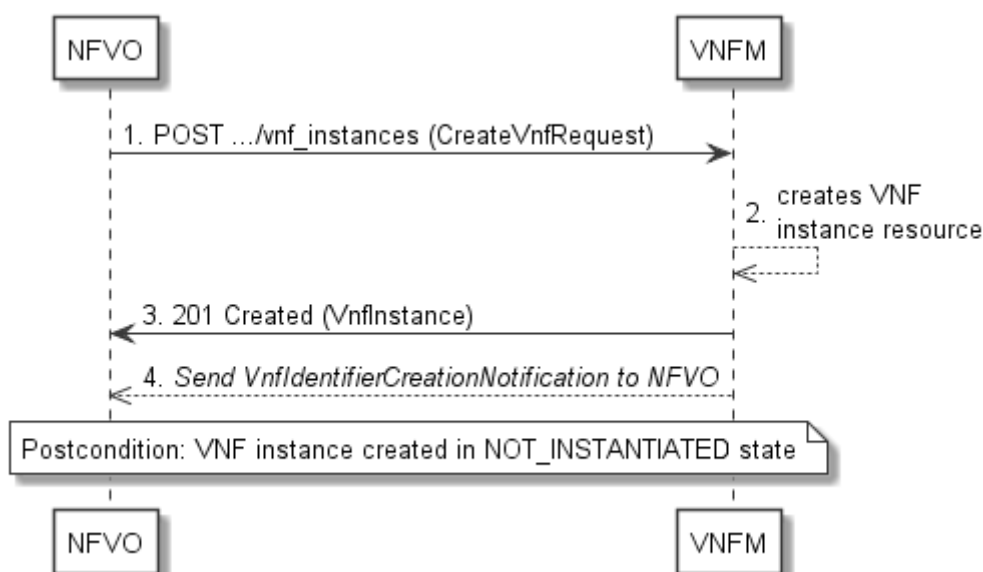 NFVO
VNFM
1. POST .../vnf_instances (CreateVnfRequest)
2. creates VNF
instance resource
3. 201 Created (VnfInstance)
4. Send VnfIdentifierCreationNotification to NFVO
Postcondition: VNF instance created in NOT_INSTANTIATED state
NFVO
VNFM